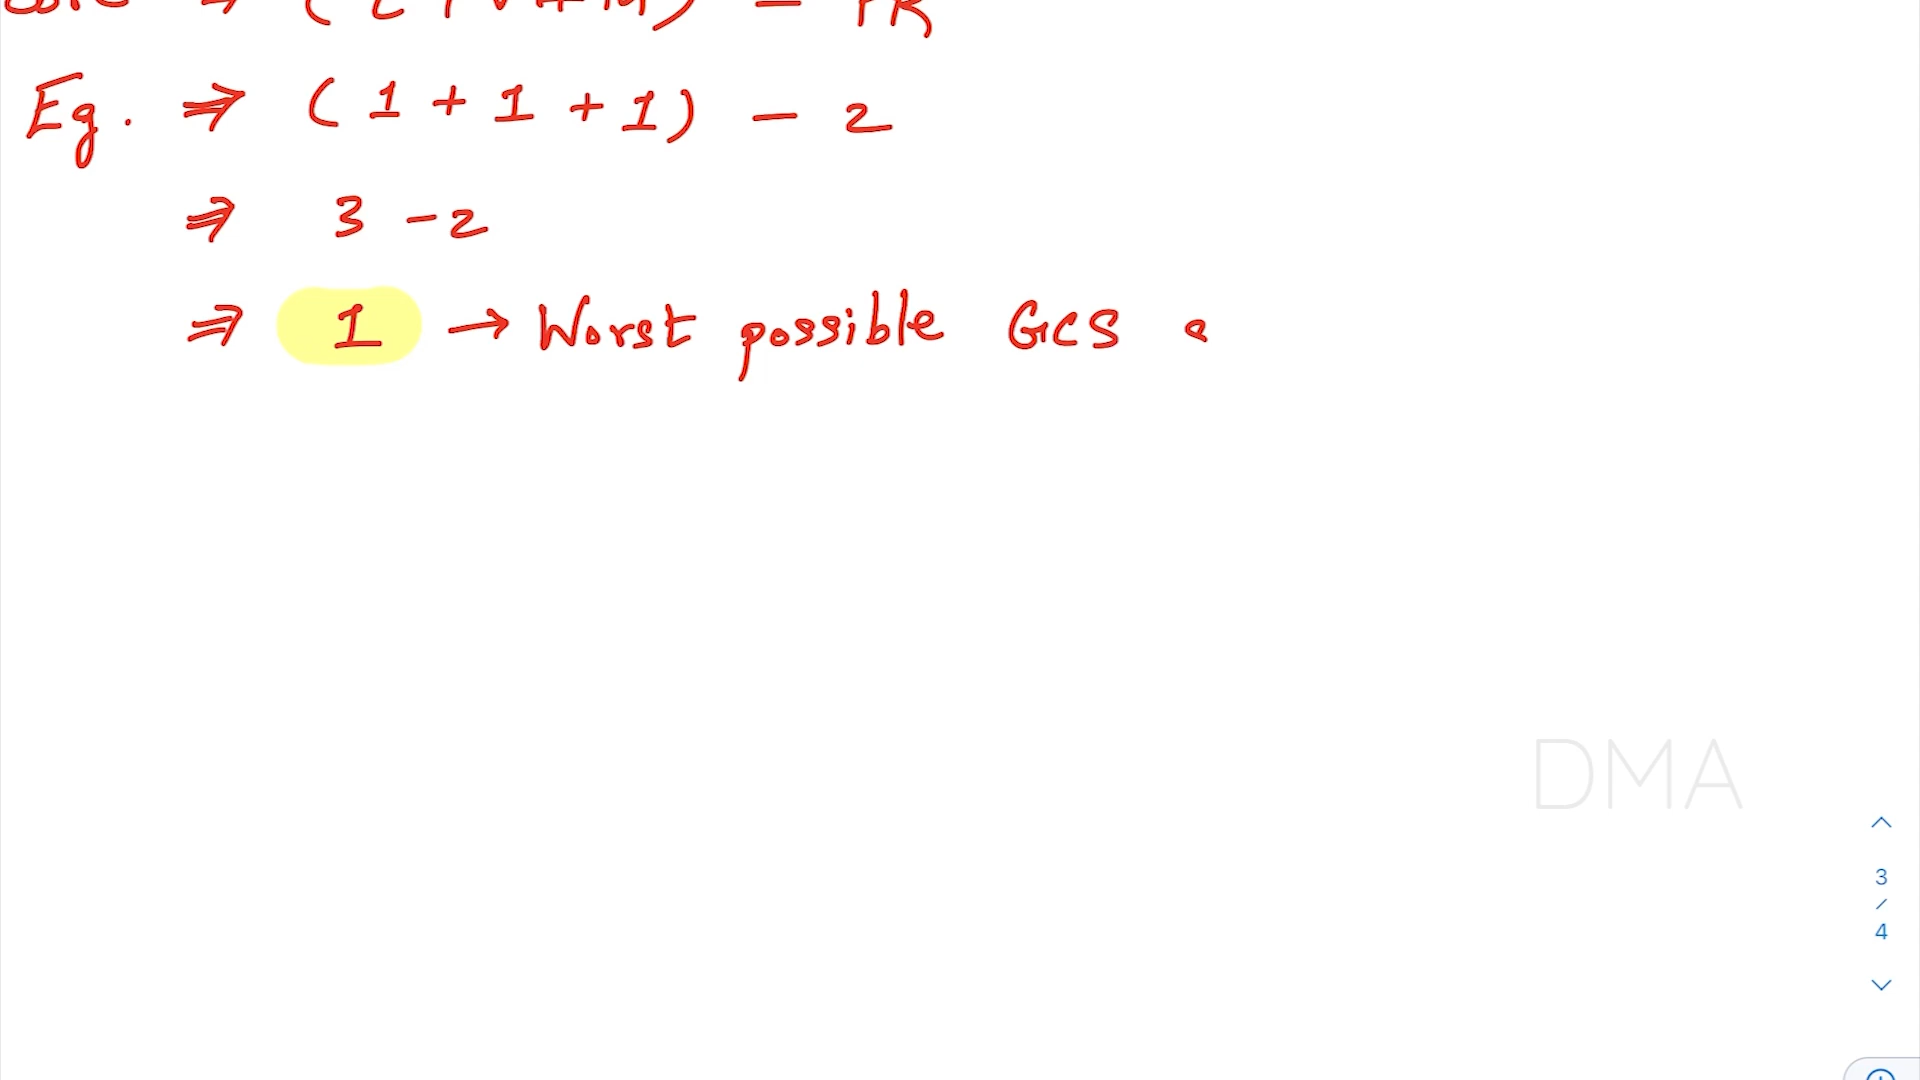 Eg. ⇒ (1 + 1 + 1) - 2
⇒ 3 - 2
⇒ 1 → Worst possible GCS
DMA
3
/
4